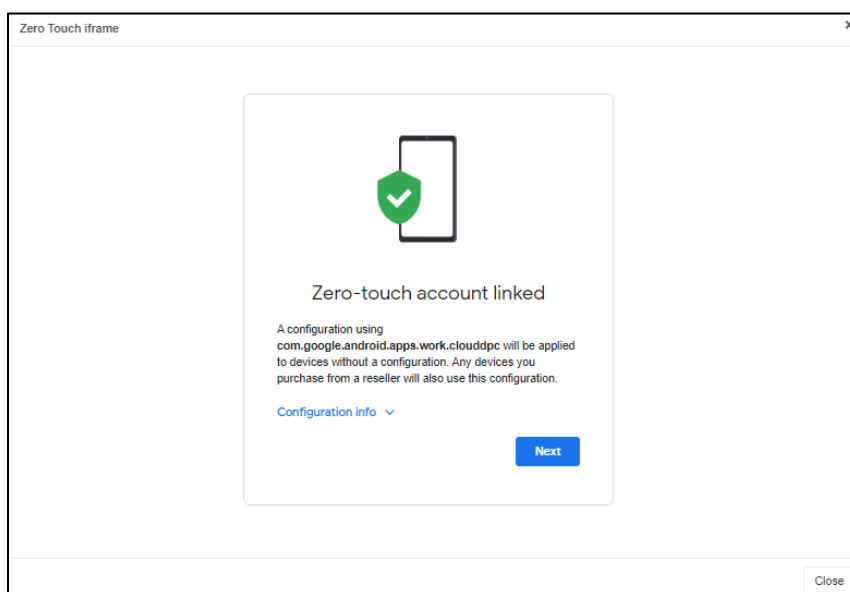 Zero Touch iframe
Zero-touch account linked
A configuration using
com.google.android.apps.work.clouddpc will be applied
to devices without a configuration. Any devices you
purchase from a reseller will also use this configuration.
Configuration info
Next
Close